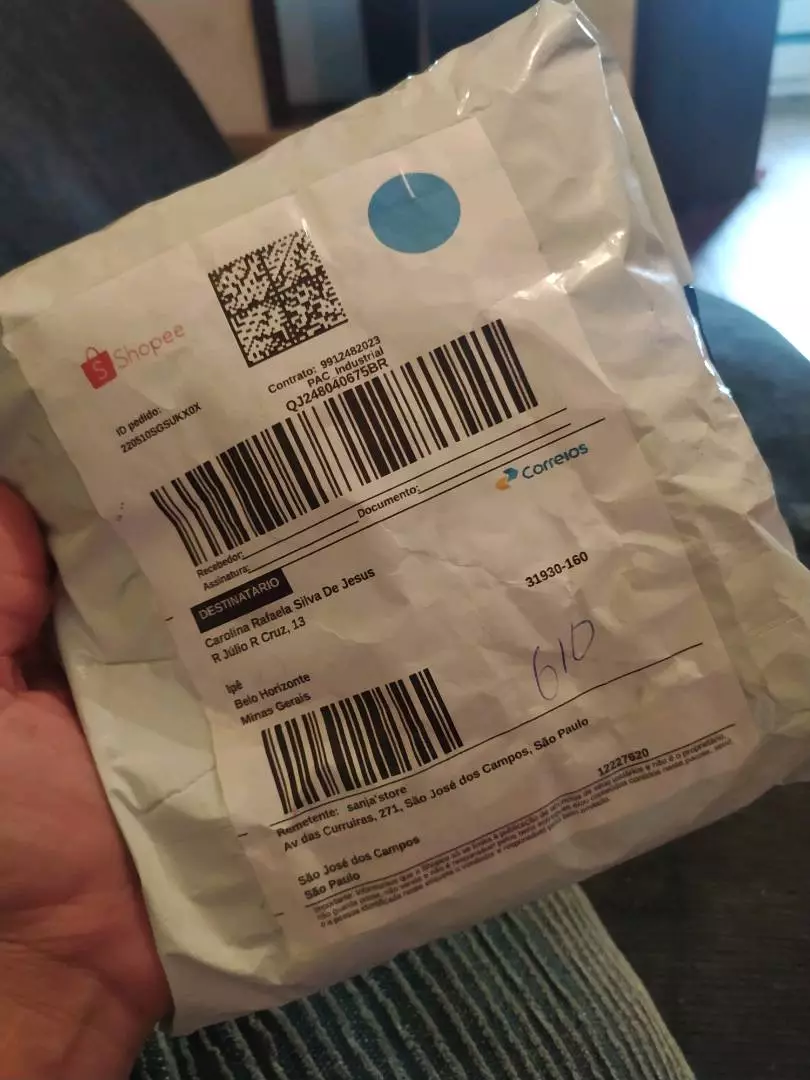 Shopee
ID pedido:
220510SGSUKX0X
Contrato: 9912482023
PAC Industrial
QJ248040675BR
Recebedor:
Assinatura: Documento:
Correios
DESTINATÁRIO
Carolina Rafaela Silva De Jesus
R Júlio R Cruz, 13
31930-160
Ipê
Belo Horizonte
Minas Gerais
610
Remetente: sanja'store
Av das Curruiras, 271, São José dos Campos, São Paulo
12227620
São José dos Campos
São Paulo